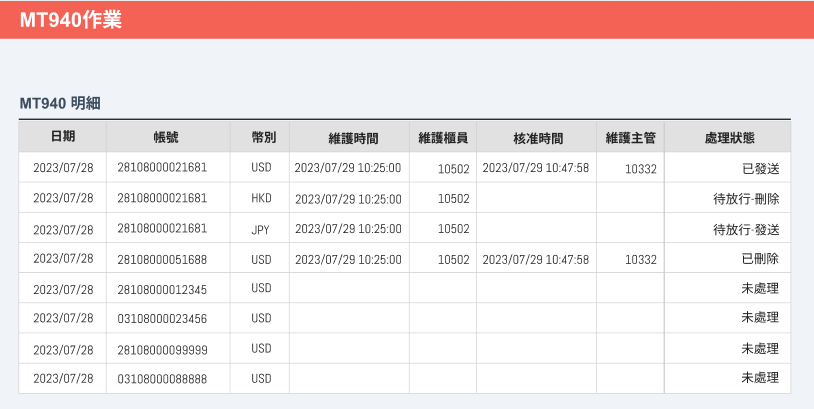 MT940作業
MT940 明細
日期 帳號 幣別 維護時間 維護櫃員 核准時間 維護主管 處理狀態
2023/07/28 28108000021681 USD 2023/07/29 10:25:00 10502 2023/07/29 10:47:58 10332 已發送
2023/07/28 28108000021681 HKD 2023/07/29 10:25:00 10502 待放行-刪除
2023/07/28 28108000021681 JPY 2023/07/29 10:25:00 10502 待放行-發送
2023/07/28 28108000051688 USD 2023/07/29 10:25:00 10502 2023/07/29 10:47:58 10332 已刪除
2023/07/28 28108000012345 USD 未處理
2023/07/28 03108000023456 USD 未處理
2023/07/28 28108000099999 USD 未處理
2023/07/28 03108000088888 USD 未處理